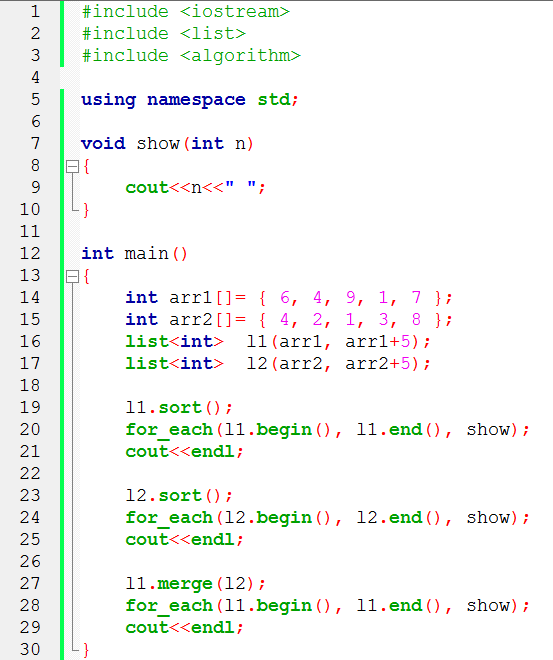 1 #include <iostream>
2 #include <list>
3 #include <algorithm>
4
5 using namespace std;
6
7 void show(int n)
8 {
9     cout<<n<<" ";
10 }
11
12 int main()
13 {
14     int arr1[]= { 6, 4, 9, 1, 7 };
15     int arr2[]= { 4, 2, 1, 3, 8 };
16     list<int>  l1(arr1, arr1+5);
17     list<int>  l2(arr2, arr2+5);
18
19     l1.sort();
20     for_each(l1.begin(), l1.end(), show);
21     cout<<endl;
22
23     l2.sort();
24     for_each(l2.begin(), l2.end(), show);
25     cout<<endl;
26
27     l1.merge(l2);
28     for_each(l1.begin(), l1.end(), show);
29     cout<<endl;
30 }